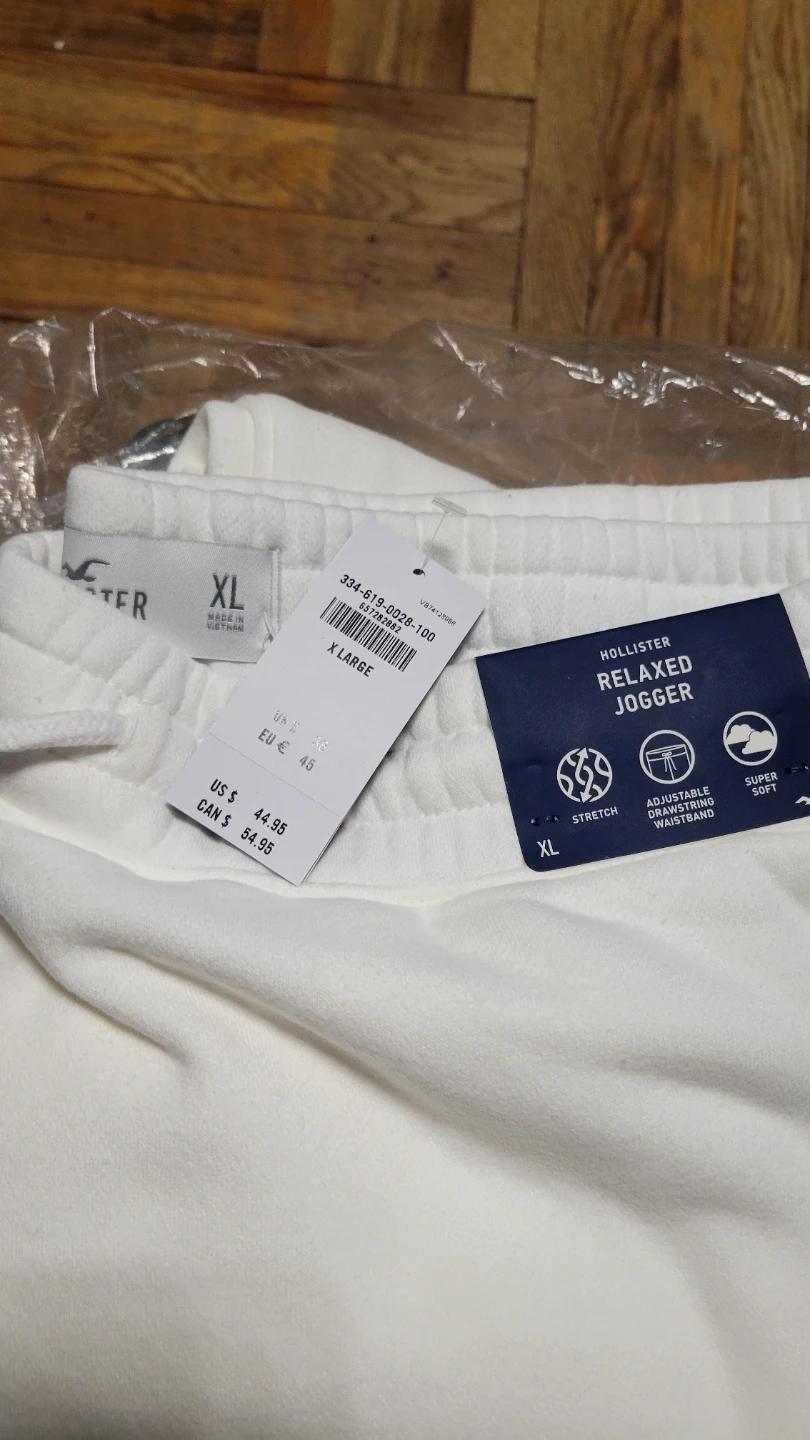 XL
MADE IN
VIETNAM
334-619-0028-100
657282882
X LARGE
EU € 45
US $ 44.95
CAN $ 54.95
HOLLISTER
RELAXED
JOGGER
STRETCH
ADJUSTABLE
DRAWSTRING
WAISTBAND
SUPER
SOFT
XL